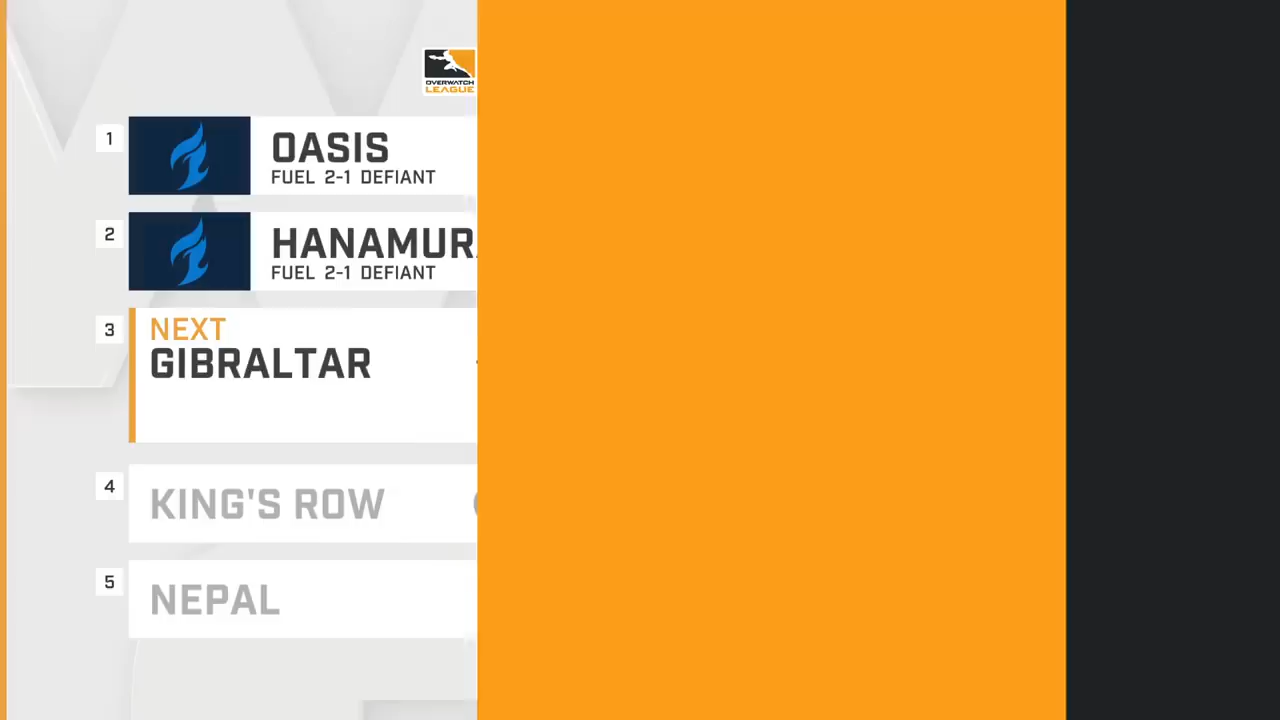 OVERWATCH
LEAGUE
1
OASIS
FUEL 2-1 DEFIANT
2
HANAMURA
FUEL 2-1 DEFIANT
3
NEXT
GIBRALTAR
4
KING'S ROW
5
NEPAL